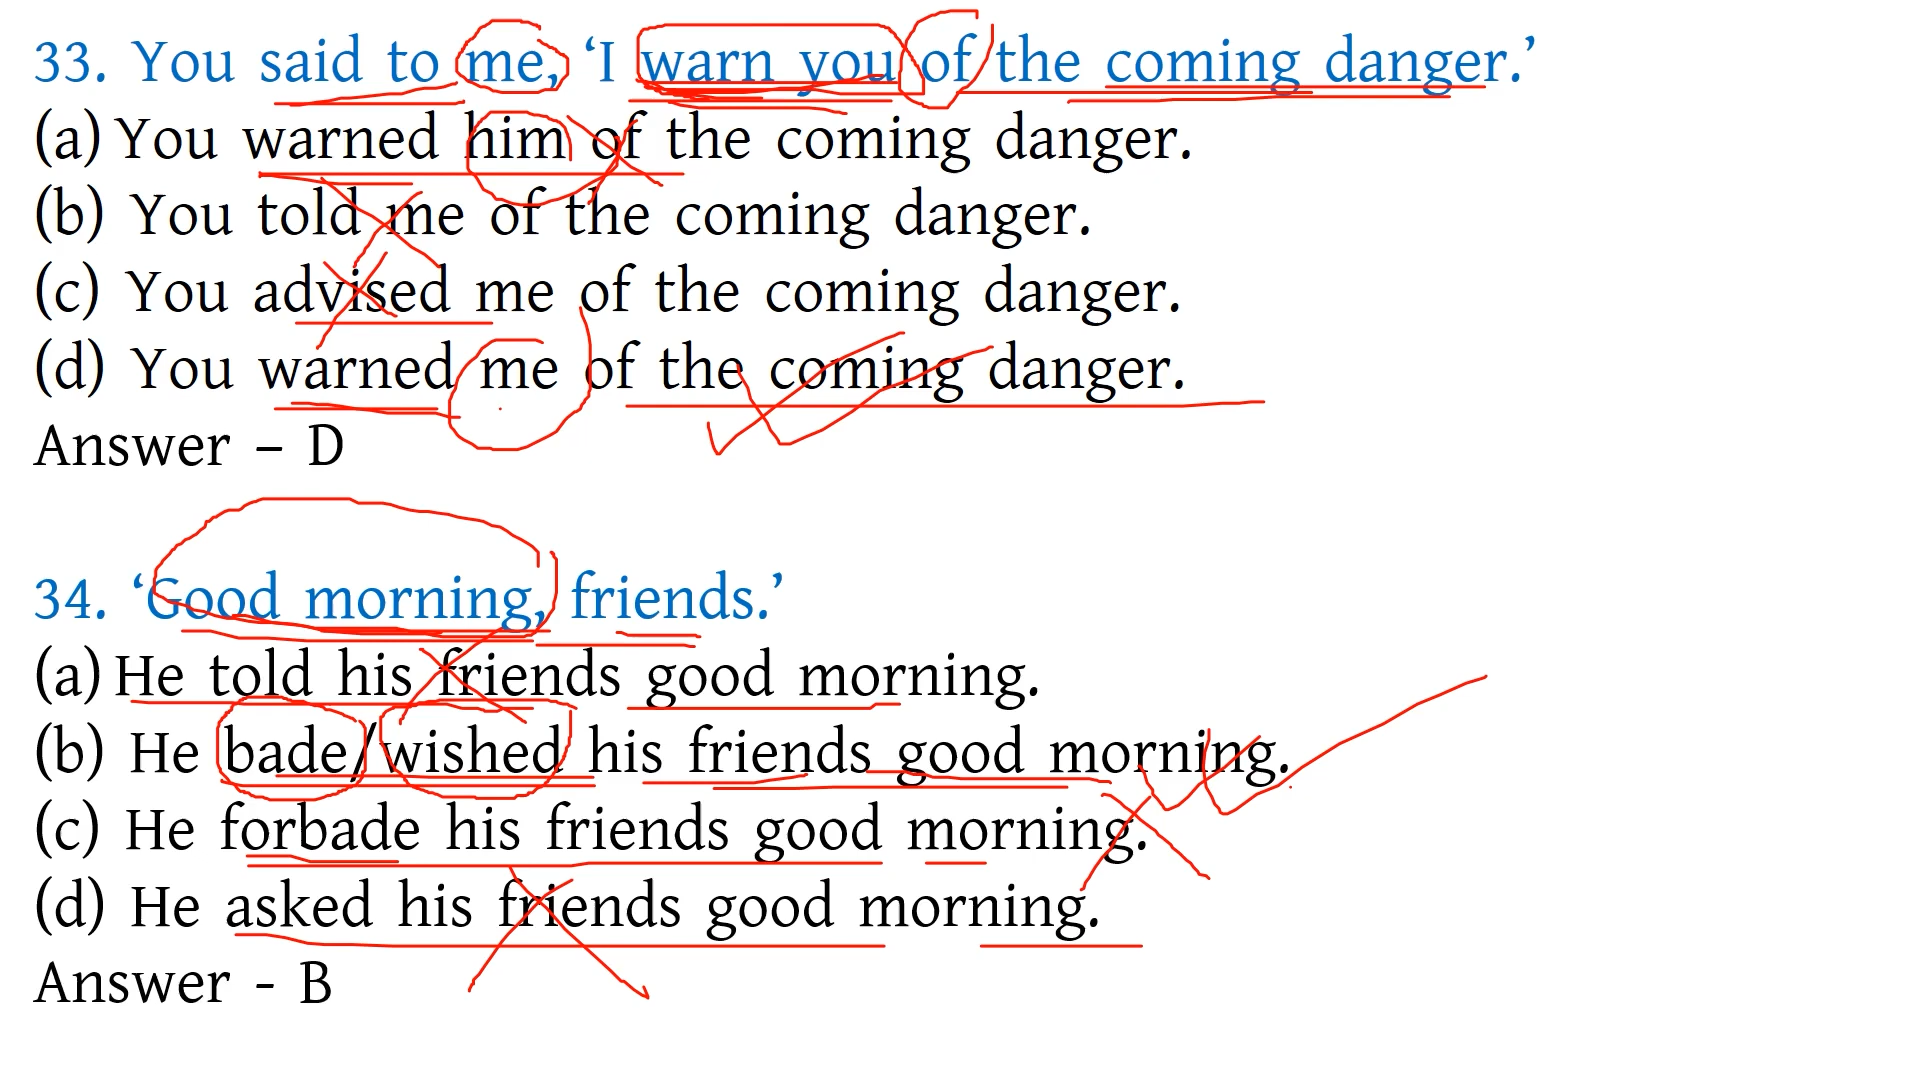 33. You said to me, ‘I warn you of the coming danger.’
(a) You warned him of the coming danger.
(b) You told me of the coming danger.
(c) You advised me of the coming danger.
(d) You warned me of the coming danger.
Answer – D
34. ‘Good morning, friends.’
(a) He told his friends good morning.
(b) He bade/wished his friends good morning.
(c) He forbade his friends good morning.
(d) He asked his friends good morning.
Answer - B